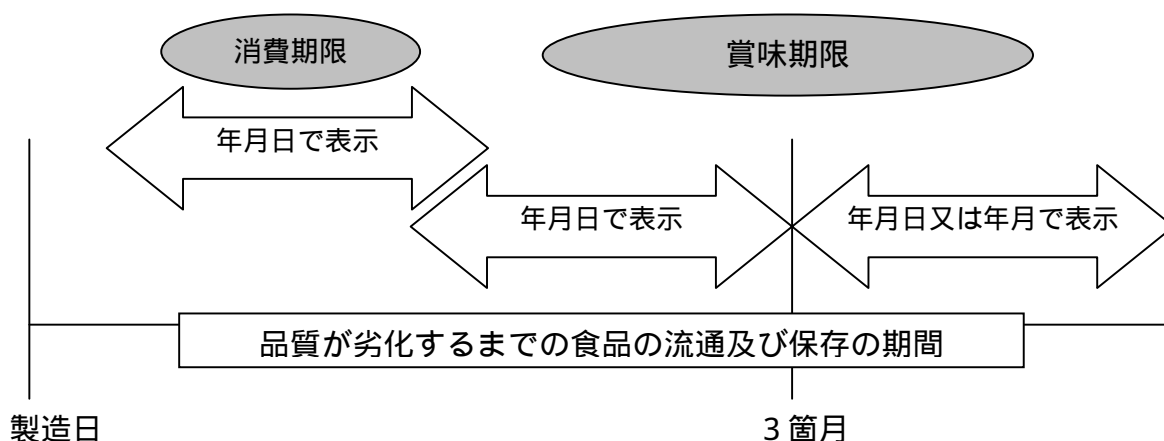 消費期限
賞味期限
年月日で表示
年月日で表示
年月日又は年月で表示
品質が劣化するまでの食品の流通及び保存の期間
製造日
3箇月